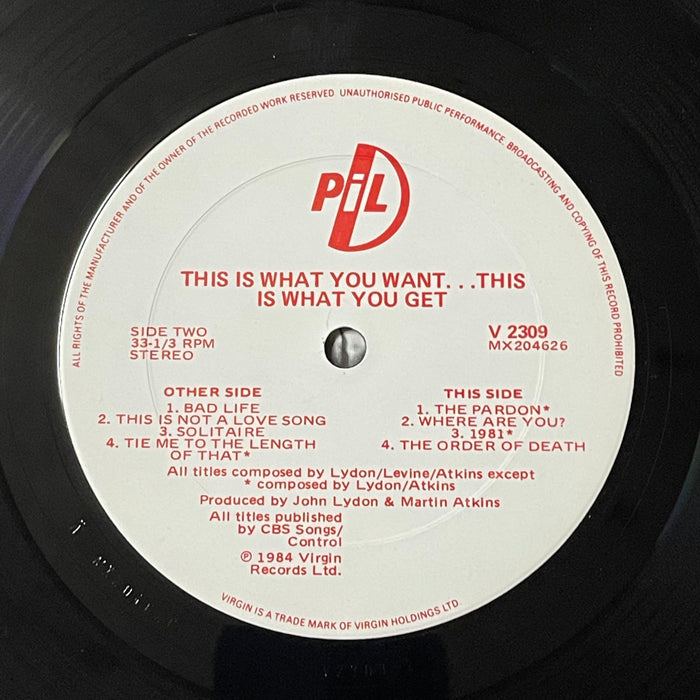 ALL RIGHTS OF THE MANUFACTURER AND OF THE OWNER OF THE RECORDED WORK RESERVED. UNAUTHORISED PUBLIC PERFORMANCE, BROADCASTING AND COPYING OF THIS RECORD PROHIBITED
PiL
THIS IS WHAT YOU WANT...THIS
IS WHAT YOU GET
SIDE TWO
33-1/3 RPM
STEREO
V 2309
MX204626
OTHER SIDE
1. BAD LIFE
2. THIS IS NOT A LOVE SONG
3. SOLITAIRE
4. TIE ME TO THE LENGTH
OF THAT*
THIS SIDE
1. THE PARDON*
2. WHERE ARE YOU?
3. 1981*
4. THE ORDER OF DEATH
All titles composed by Lydon/Levine/Atkins except
* composed by Lydon/Atkins
Produced by John Lydon & Martin Atkins
All titles published
by CBS Songs/
Control
℗ 1984 Virgin
Records Ltd.
VIRGIN IS A TRADE MARK OF VIRGIN HOLDINGS LTD.